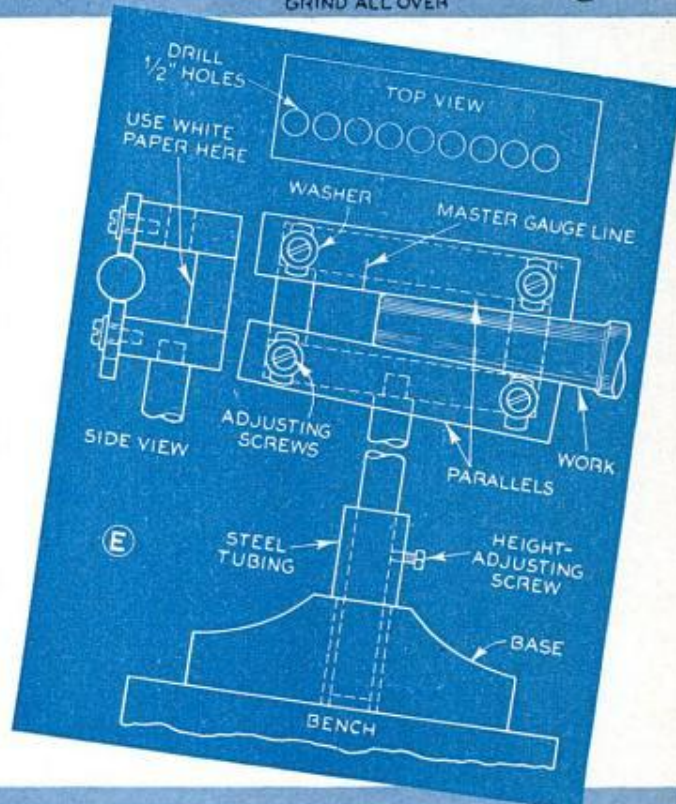 GRIND ALL OVER
DRILL
1/2" HOLES
TOP VIEW
USE WHITE
PAPER HERE
WASHER
MASTER GAUGE LINE
SIDE VIEW
ADJUSTING
SCREWS
PARALLELS
WORK
E
STEEL
TUBING
HEIGHT-
ADJUSTING
SCREW
BASE
BENCH